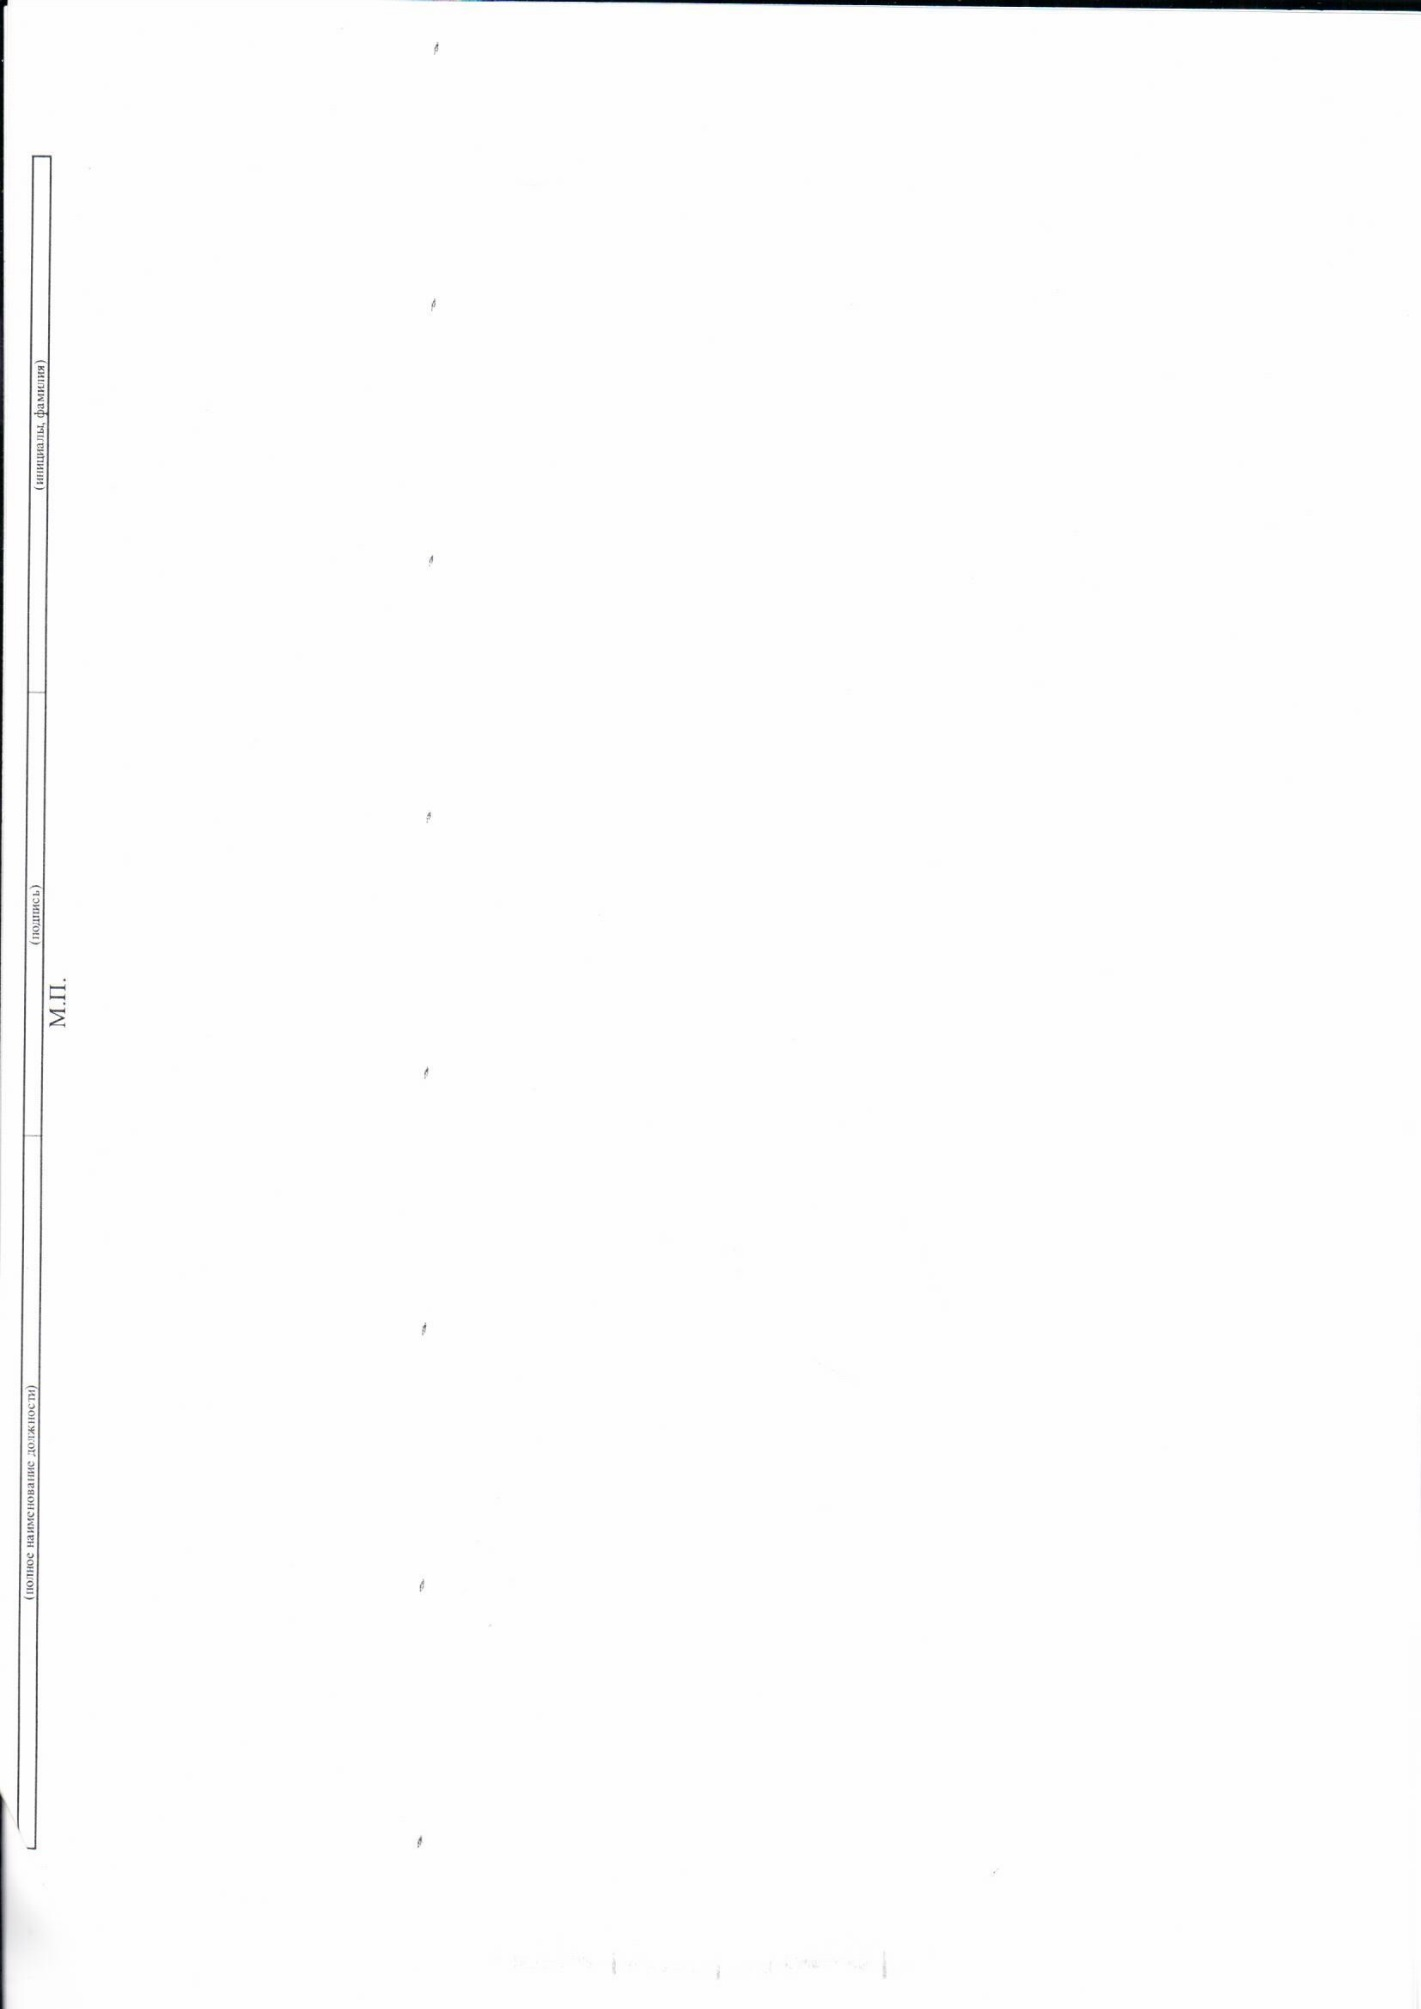 (полное наименование должности) (подпись) (инициалы, фамилия)
М.П.